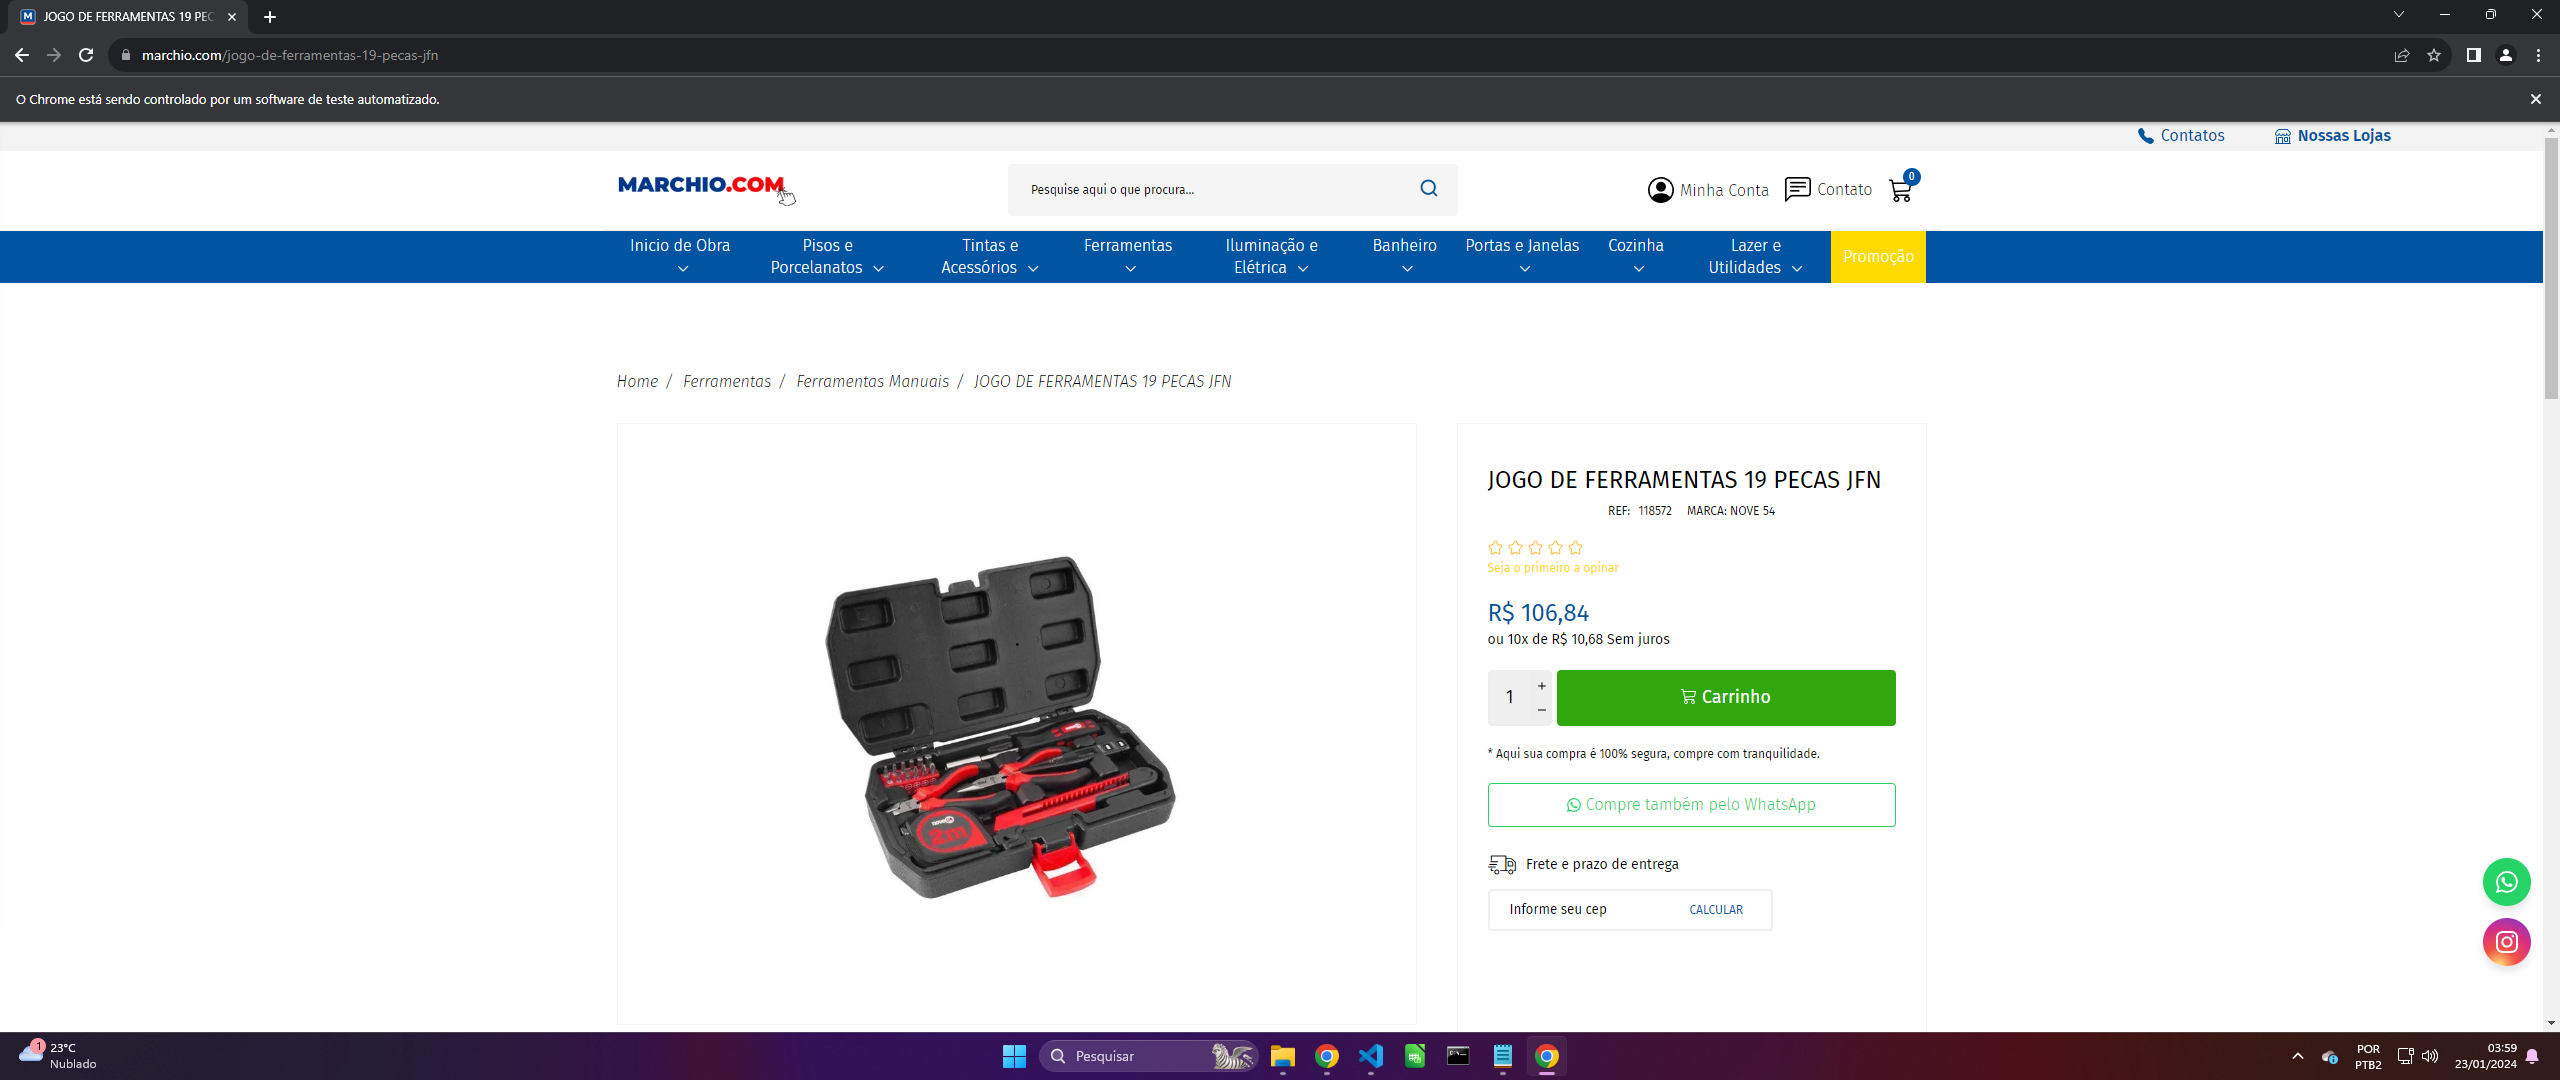 JOGO DE FERRAMENTAS 19 PEC
marchio.com/jogo-de-ferramentas-19-pecas-jfn
O Chrome está sendo controlado por um software de teste automatizado.
Contatos
Nossas Lojas
MARCHIO.COM
Pesquise aqui o que procura...
Minha Conta
Contato
0
Inicio de Obra
Pisos e
Porcelanatos
Tintas e
Acessórios
Ferramentas
Iluminação e
Elétrica
Banheiro
Portas e Janelas
Cozinha
Lazer e
Utilidades
Promoção
Home / Ferramentas / Ferramentas Manuais / JOGO DE FERRAMENTAS 19 PECAS JFN
2m
JOGO DE FERRAMENTAS 19 PECAS JFN
REF: 118572 MARCA: NOVE 54
Seja o primeiro a opinar
R$ 106,84
ou 10x de R$ 10,68 Sem juros
1 + −
Carrinho
* Aqui sua compra é 100% segura, compre com tranquilidade.
Compre também pelo WhatsApp
Frete e prazo de entrega
Informe seu cep CALCULAR
1
23°C
Nublado
Pesquisar
POR
PTB2
03:59
23/01/2024